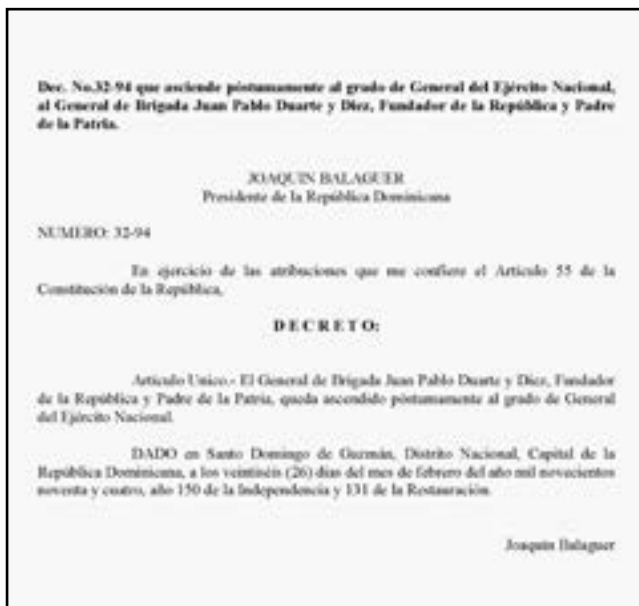 Dec. No.32-94 que asciende póstumamente al grado de General del Ejército Nacional,
al General de Brigada Juan Pablo Duarte y Diez, Fundador de la República y Padre
de la Patria.
JOAQUIN BALAGUER
Presidente de la República Dominicana
NUMERO: 32-94
En ejercicio de las atribuciones que me confiere el Artículo 55 de la
Constitución de la República,
D E C R E T O:
Artículo Unico.- El General de Brigada Juan Pablo Duarte y Diez, Fundador
de la República y Padre de la Patria, queda ascendido póstumamente al grado de General
del Ejército Nacional.
DADO en Santo Domingo de Guzmán, Distrito Nacional, Capital de la
República Dominicana, a los veintiséis (26) días del mes de febrero del año mil novecientos
noventa y cuatro, año 150 de la Independencia y 131 de la Restauración.
Joaquín Balaguer